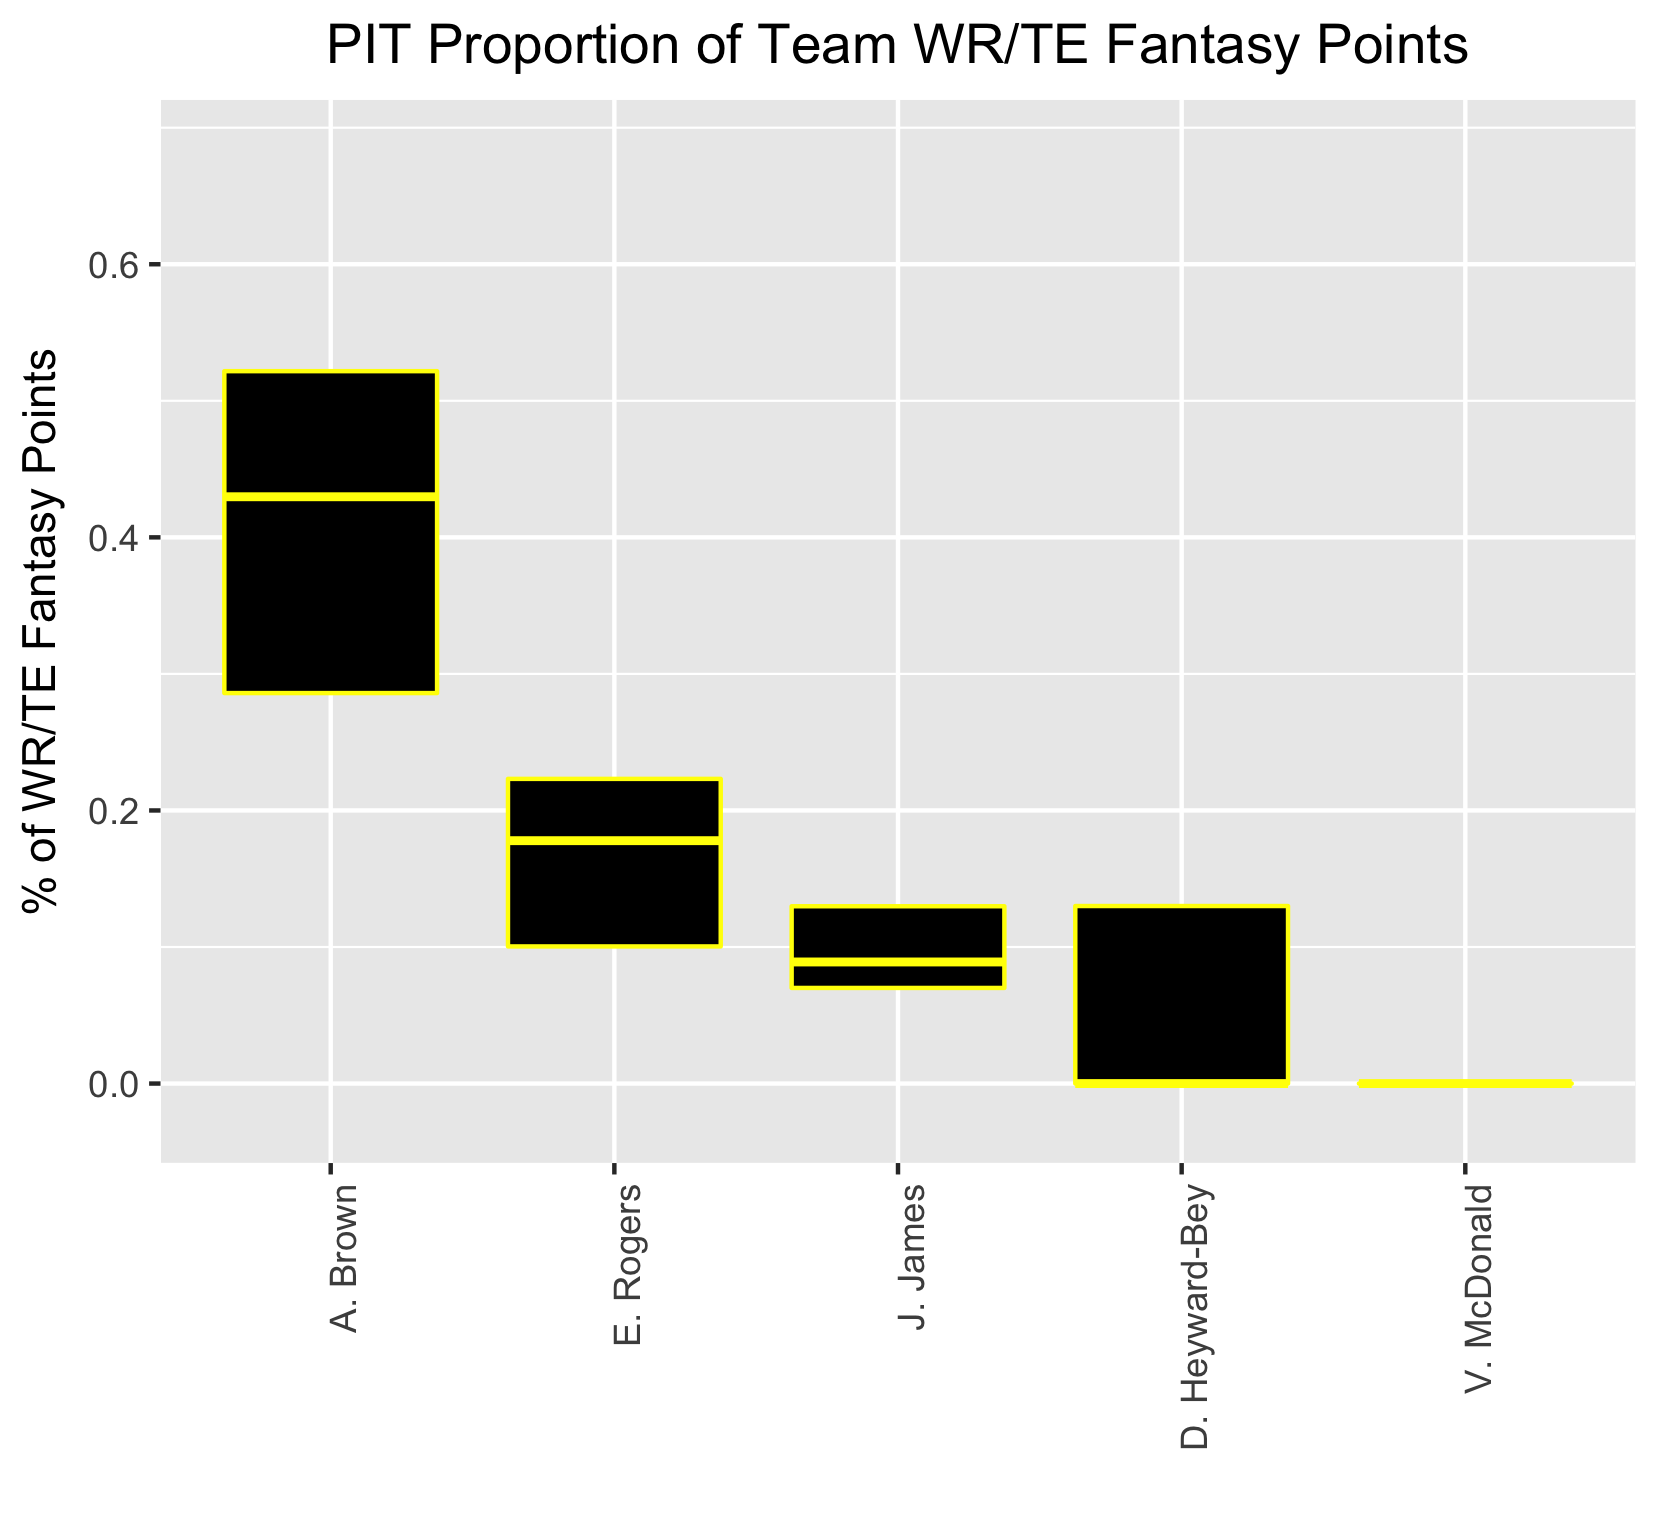 PIT Proportion of Team WR/TE Fantasy Points
% of WR/TE Fantasy Points
0.6
0.4
0.2
0.0
A. Brown
E. Rogers
J. James
D. Heyward-Bey
V. McDonald